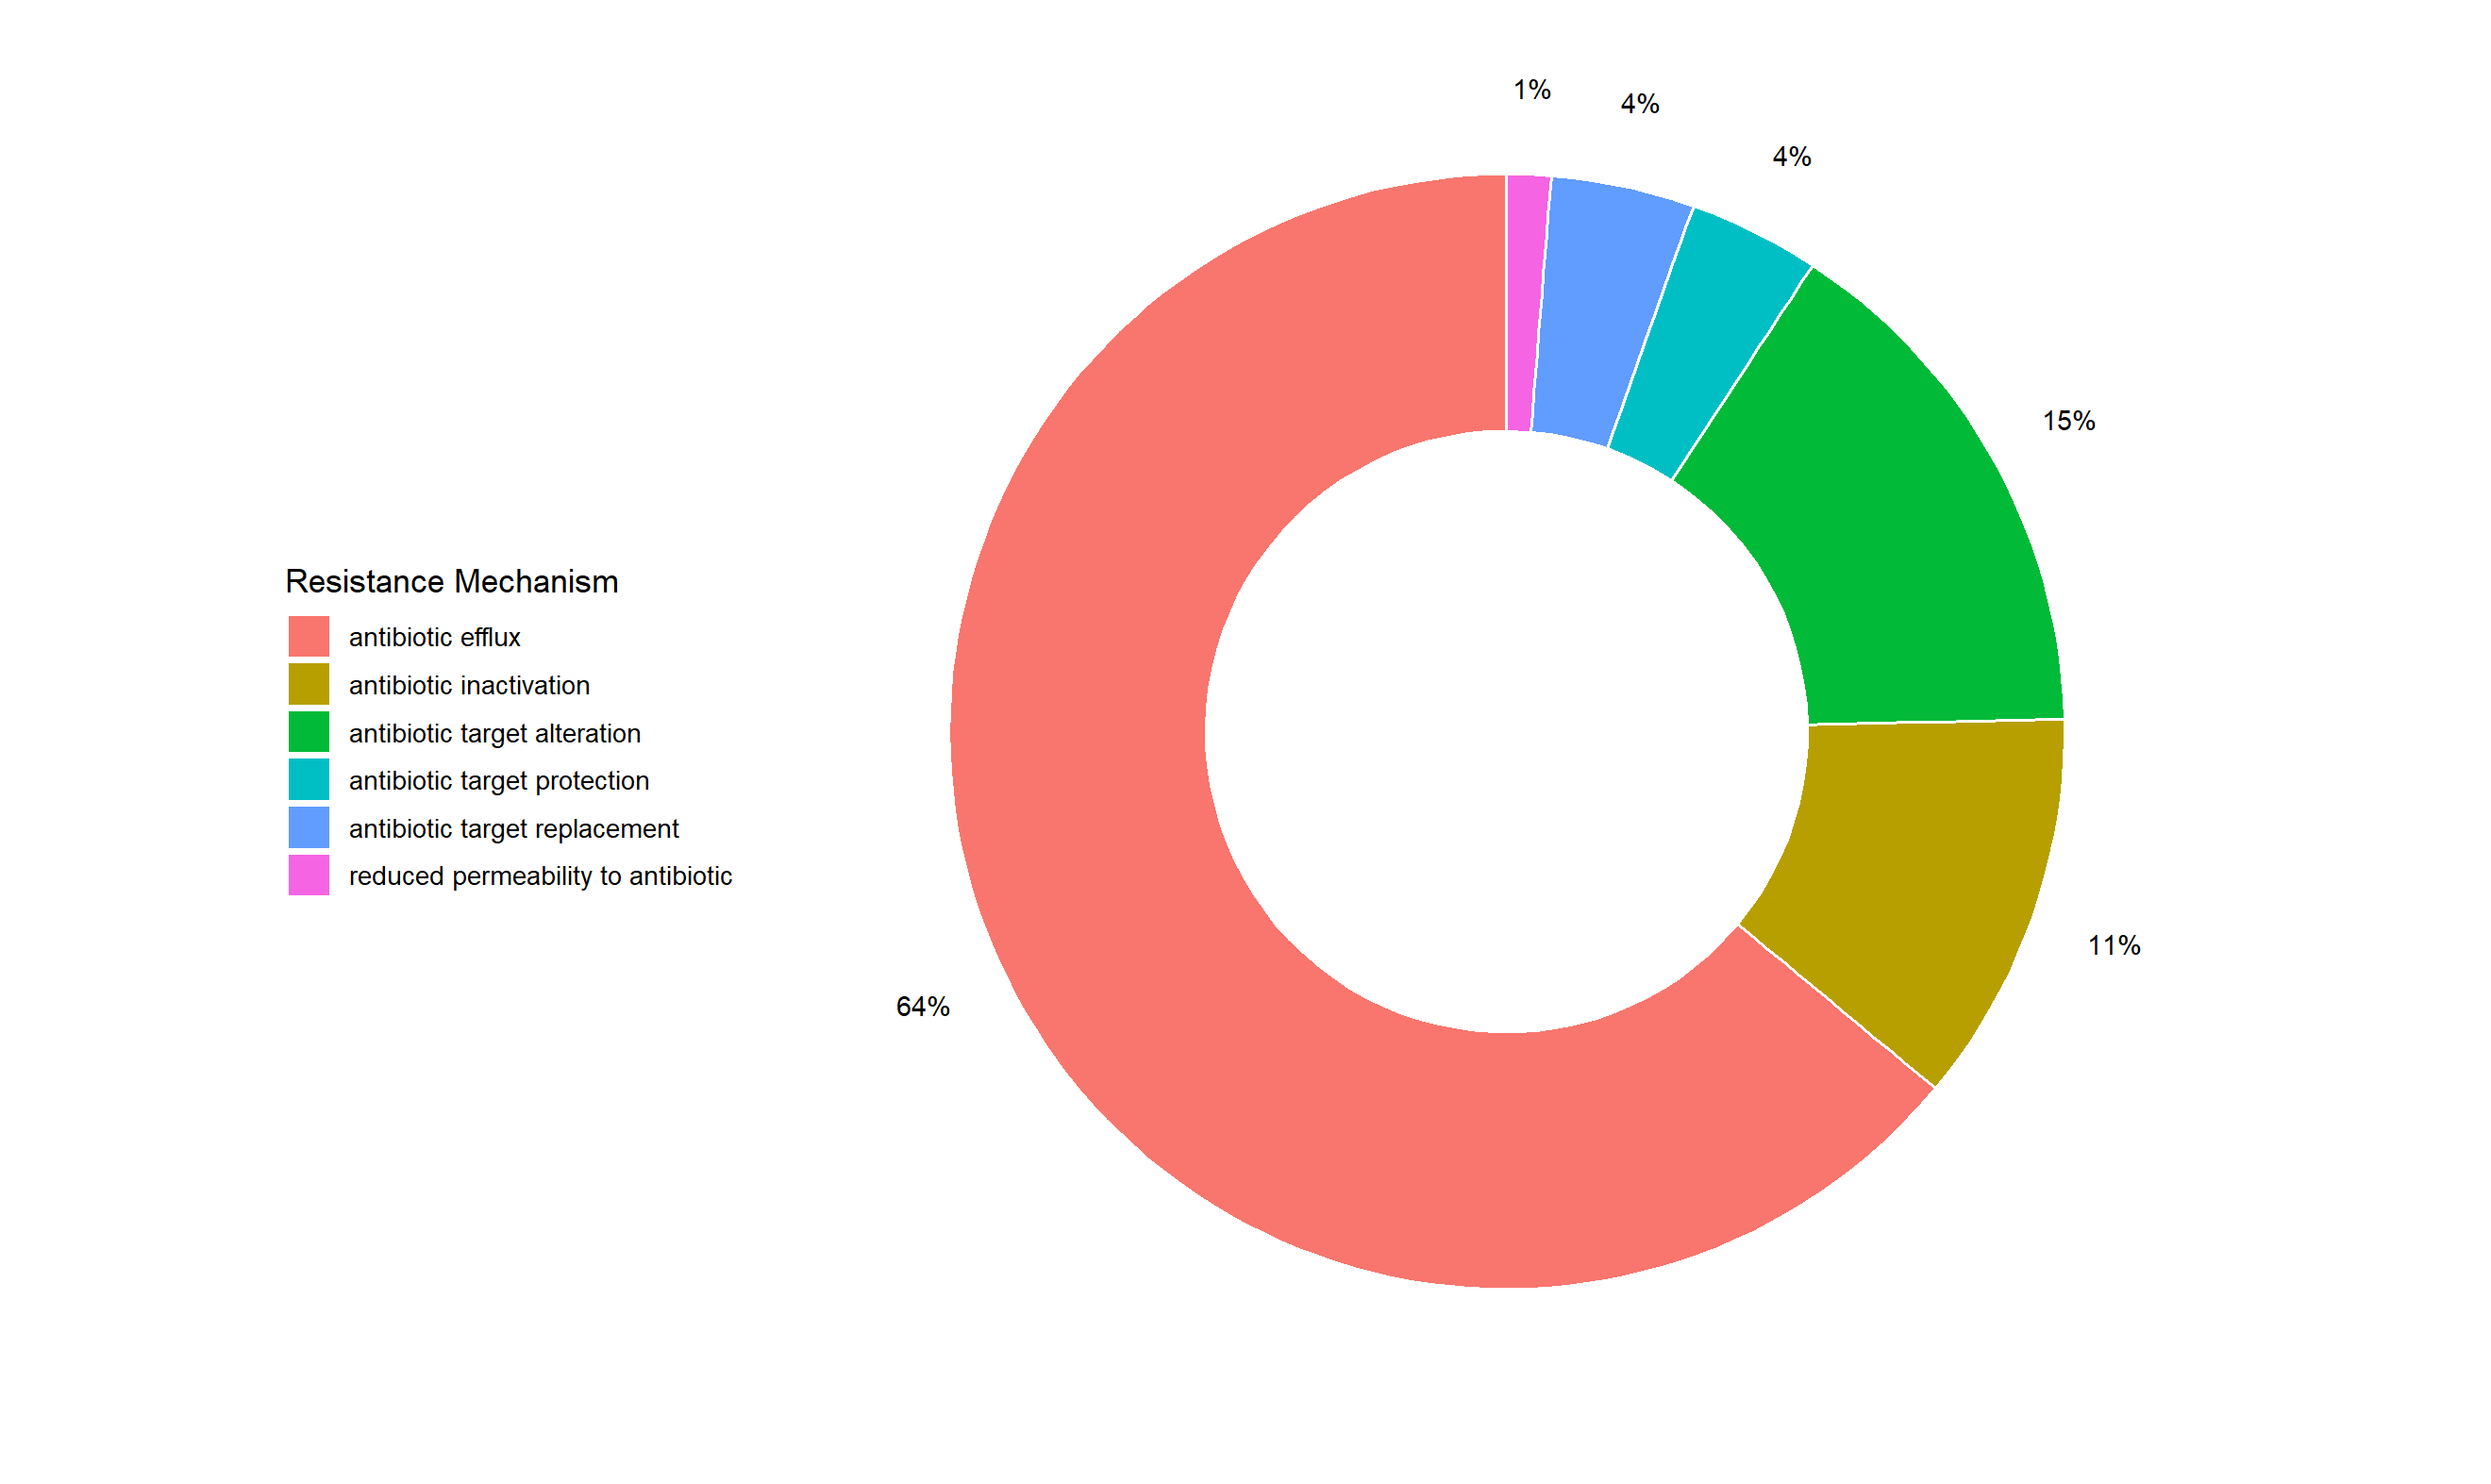 1%
4%
4%
15%
Resistance Mechanism
antibiotic efflux
antibiotic inactivation
antibiotic target alteration
antibiotic target protection
antibiotic target replacement
reduced permeability to antibiotic
11%
64%